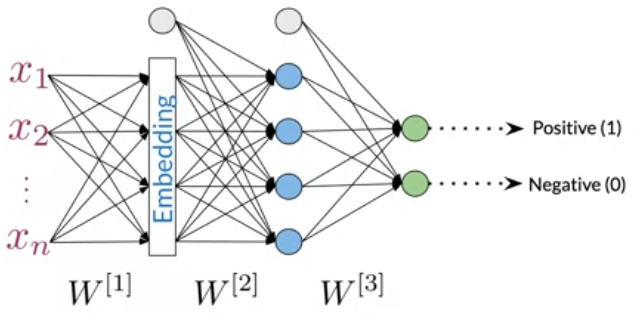 x₁
x₂
⋮
xₙ
Embedding
Positive (1)
Negative (0)
W^[1] W^[2] W^[3]